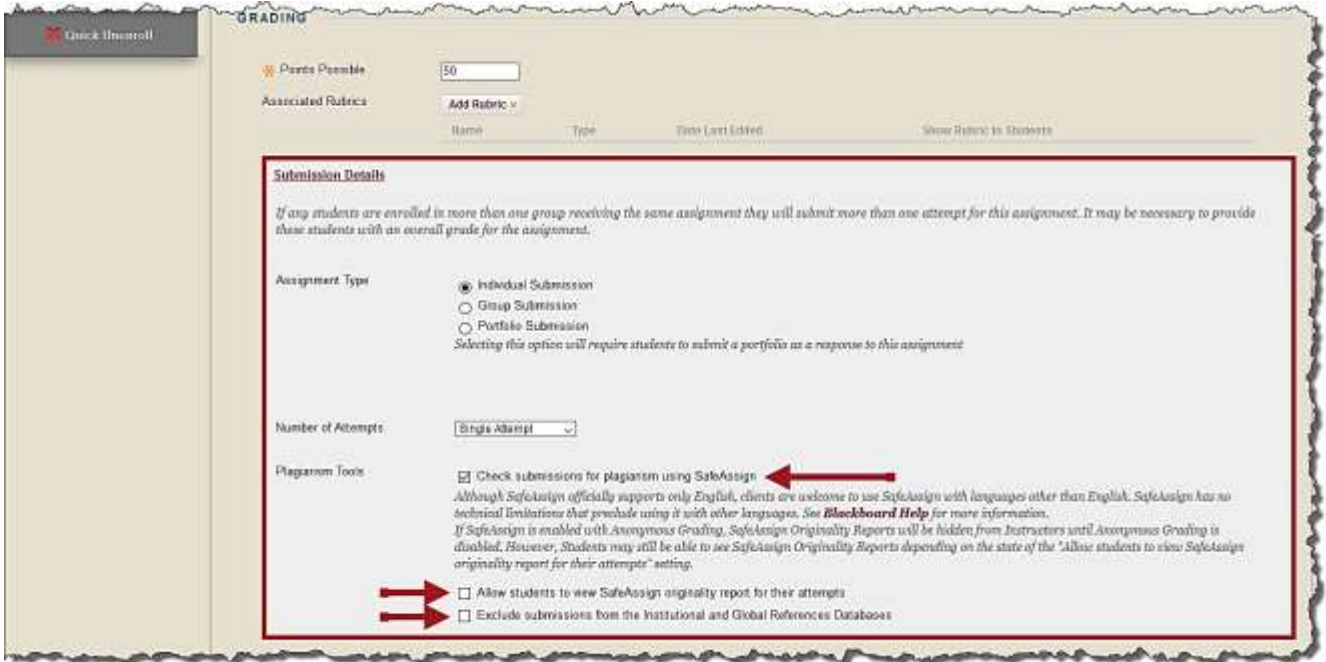 GRADING
Quick Unenroll
Points Possible
50
Associated Rubrics
Add Rubric
Name Type Date Last Edited Show Rubric to Students
Submission Details
If any students are enrolled in more than one group receiving the same assignment they will submit more than one attempt for this assignment. It may be necessary to provide
these students with an overall grade for the assignment.
Assignment Type
Individual Submission
Group Submission
Portfolio Submission
Selecting this option will require students to submit a portfolio as a response to this assignment
Number of Attempts
Single Attempt
Plagiarism Tools
Check submissions for plagiarism using SafeAssign
Although SafeAssign officially supports only English, clients are welcome to use SafeAssign with languages other than English. SafeAssign has no
technical limitations that preclude using it with other languages. See Blackboard Help for more information.
If SafeAssign is enabled with Anonymous Grading, SafeAssign Originality Reports will be hidden from Instructors until Anonymous Grading is
disabled. However, Students may still be able to see SafeAssign Originality Reports depending on the state of the "Allow students to view SafeAssign
originality report for their attempts" setting.
Allow students to view SafeAssign originality report for their attempts
Exclude submissions from the Institutional and Global References Databases